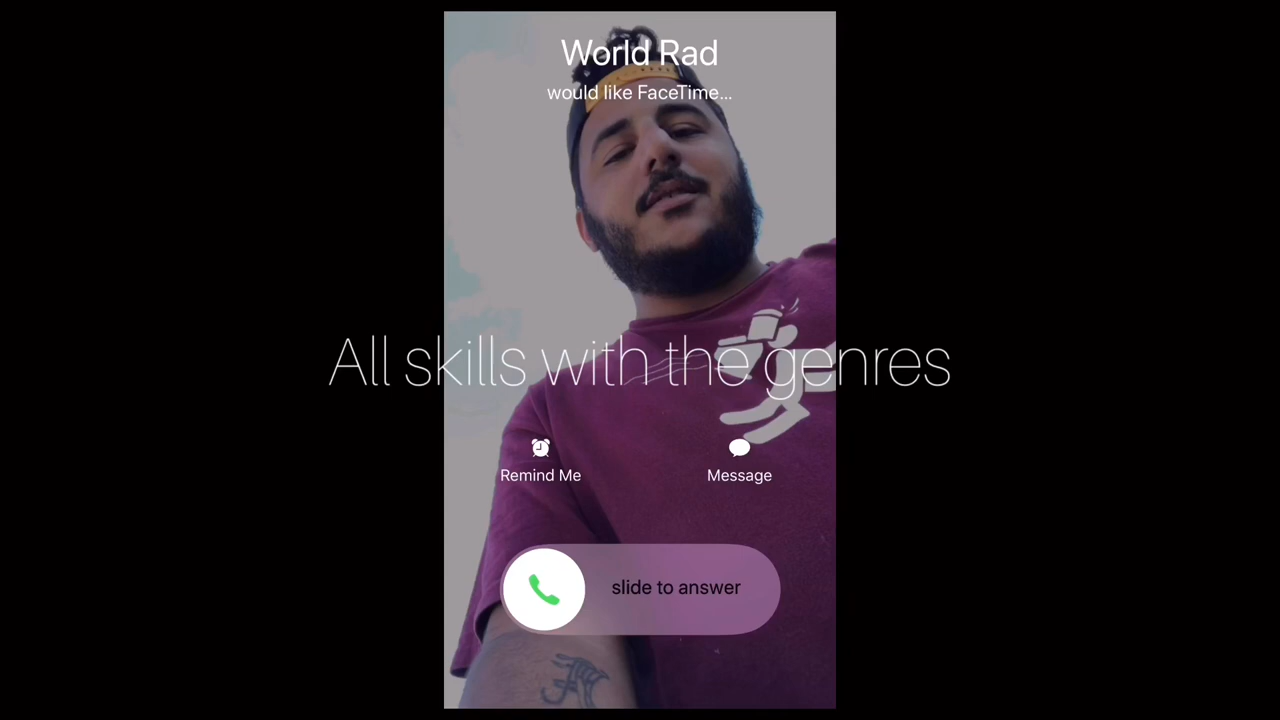 World Rad
would like FaceTime...
All skills with the genres
Remind Me
Message
slide to answer